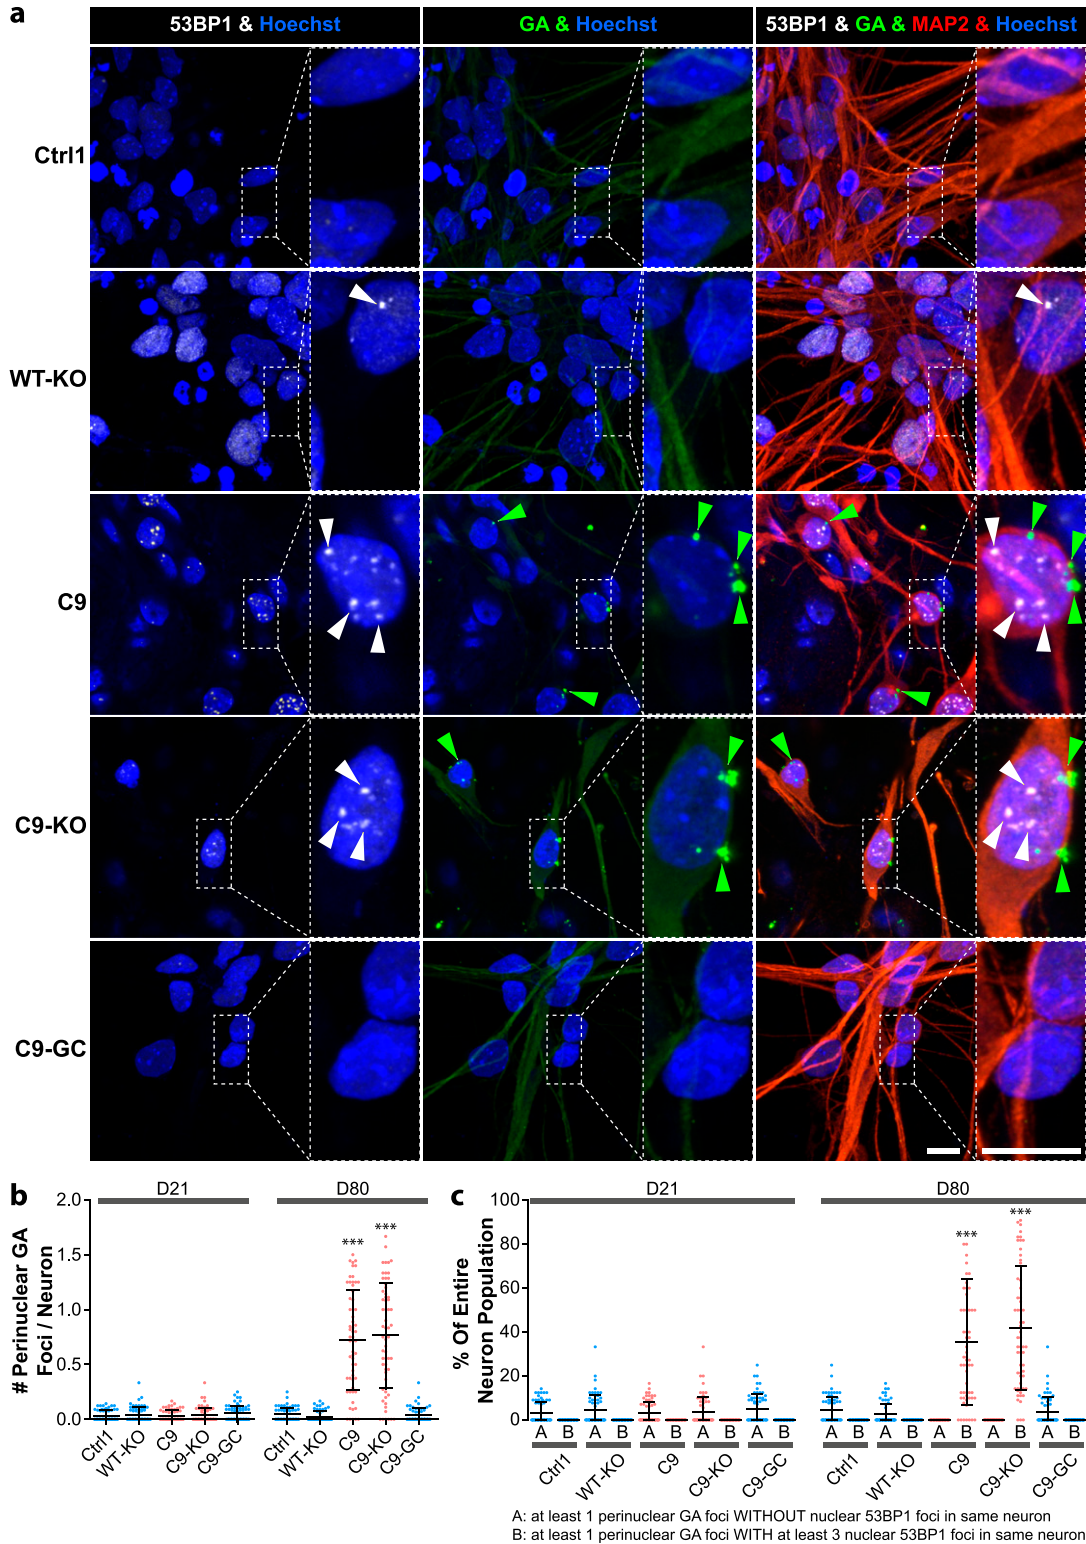 a
53BP1 & Hoechst
GA & Hoechst
53BP1 & GA & MAP2 & Hoechst
Ctrl1
WT-KO
C9
C9-KO
C9-GC
b
D21
D80
# Perinuclear GA
Foci / Neuron
2.0
1.5
1.0
0.5
0.0
***
***
Ctrl1
WT-KO
C9
C9-KO
C9-GC
Ctrl1
WT-KO
C9
C9-KO
C9-GC
c
D21
D80
% Of Entire
Neuron Population
100
80
60
40
20
0
***
***
A B A B A B A B A B A B A B A B A B A B
Ctrl1
WT-KO
C9
C9-KO
C9-GC
Ctrl1
WT-KO
C9
C9-KO
C9-GC
A: at least 1 perinuclear GA foci WITHOUT nuclear 53BP1 foci in same neuron
B: at least 1 perinuclear GA foci WITH at least 3 nuclear 53BP1 foci in same neuron